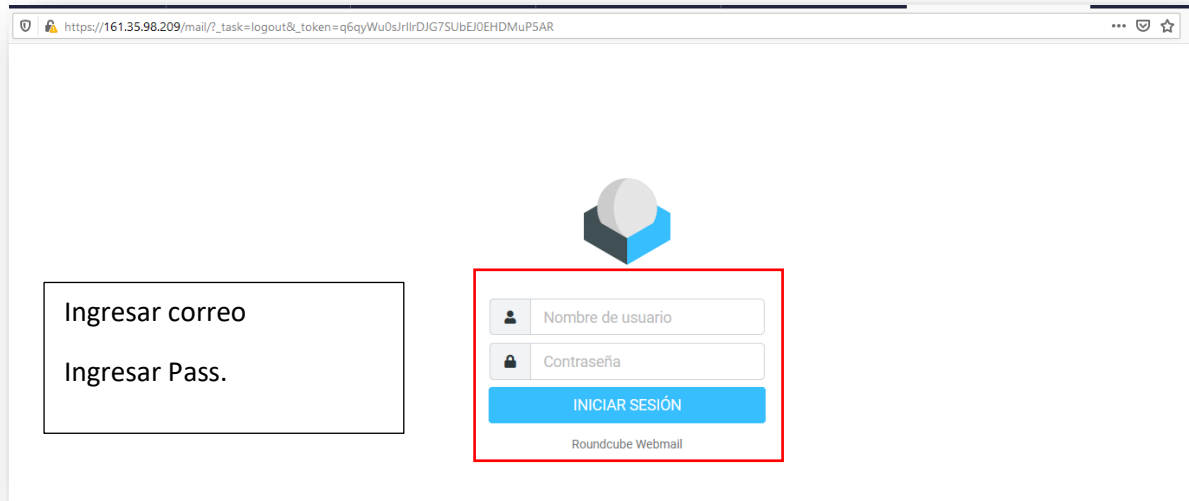 https://161.35.98.209/mail/?_task=logout&_token=q6qyWu0sJrIlrDJG7SUbEJ0EHDMuP5AR
Ingresar correo
Ingresar Pass.
Nombre de usuario
Contraseña
INICIAR SESIÓN
Roundcube Webmail